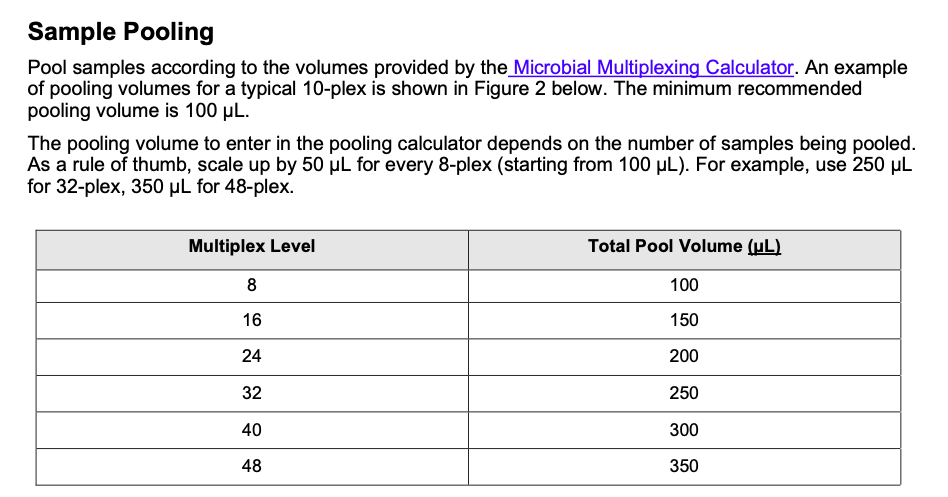 Sample Pooling
Pool samples according to the volumes provided by the Microbial Multiplexing Calculator. An example
of pooling volumes for a typical 10-plex is shown in Figure 2 below. The minimum recommended
pooling volume is 100 µL.
The pooling volume to enter in the pooling calculator depends on the number of samples being pooled.
As a rule of thumb, scale up by 50 µL for every 8-plex (starting from 100 µL). For example, use 250 µL
for 32-plex, 350 µL for 48-plex.
Multiplex Level Total Pool Volume (µL)
8 100
16 150
24 200
32 250
40 300
48 350